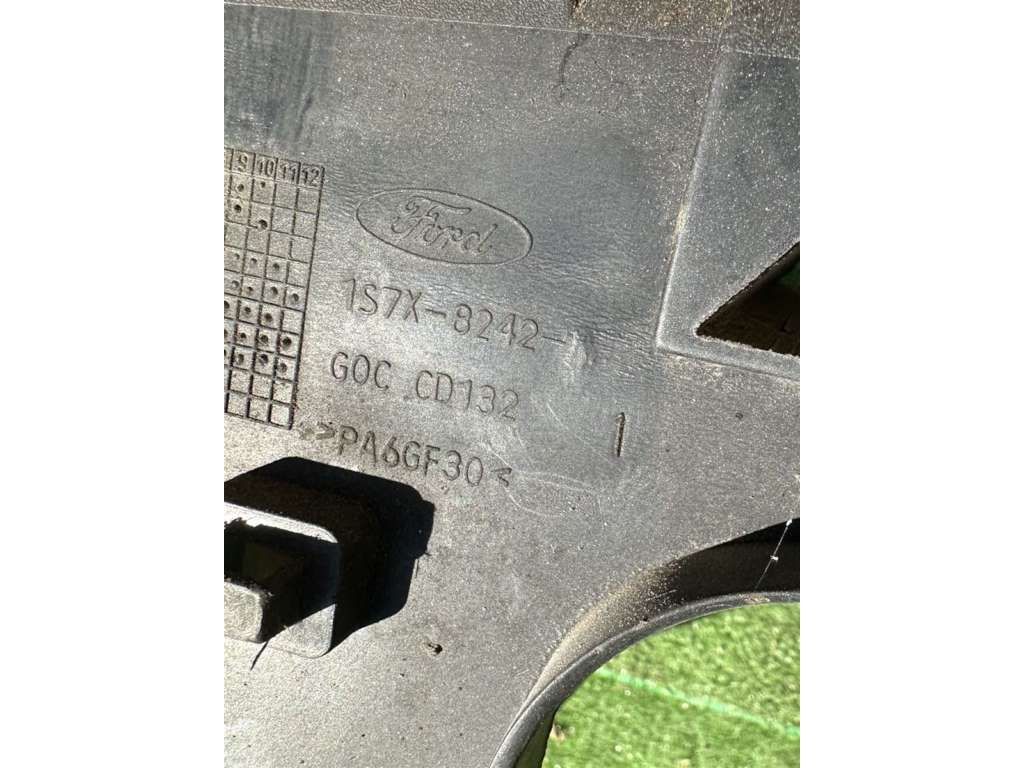 9 10 11 12
Ford
1S7X-8242-
GOC CD132
1
>PA6GF30<